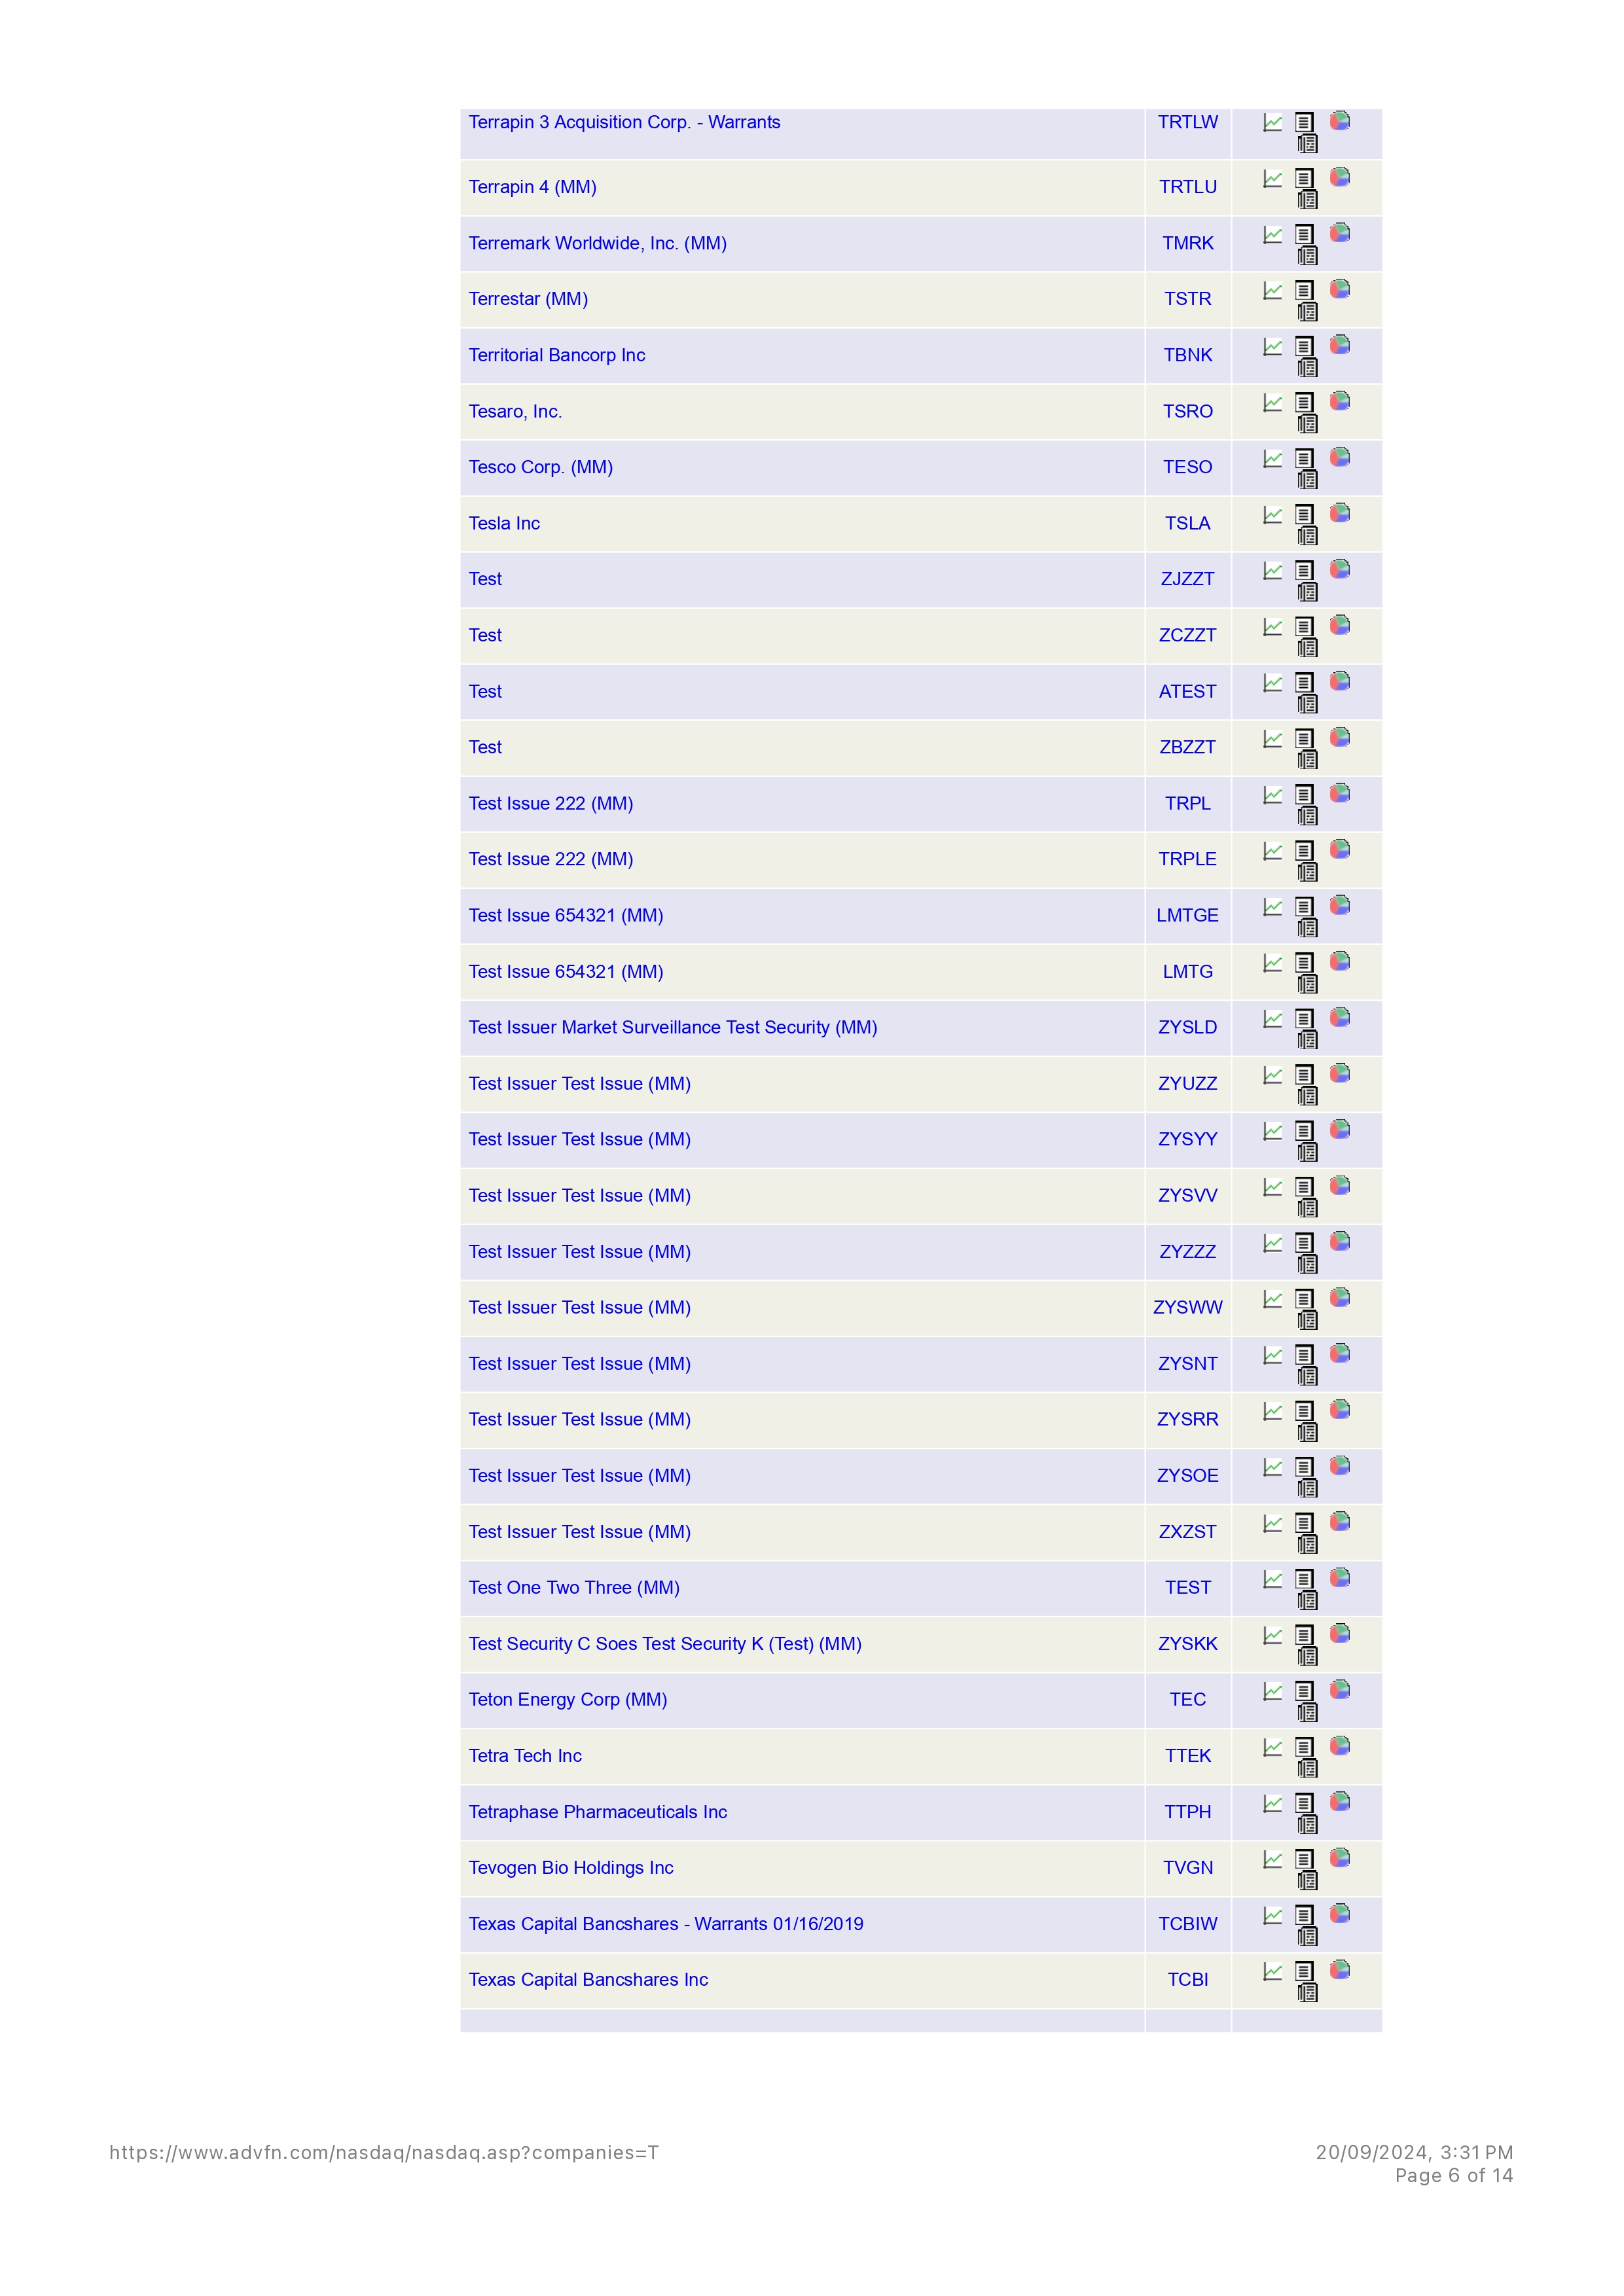 Terrapin 3 Acquisition Corp. - Warrants TRTLW
Terrapin 4 (MM) TRTLU
Terremark Worldwide, Inc. (MM) TMRK
Terrestar (MM) TSTR
Territorial Bancorp Inc TBNK
Tesaro, Inc. TSRO
Tesco Corp. (MM) TESO
Tesla Inc TSLA
Test ZJZZT
Test ZCZZT
Test ATEST
Test ZBZZT
Test Issue 222 (MM) TRPL
Test Issue 222 (MM) TRPLE
Test Issue 654321 (MM) LMTGE
Test Issue 654321 (MM) LMTG
Test Issuer Market Surveillance Test Security (MM) ZYSLD
Test Issuer Test Issue (MM) ZYUZZ
Test Issuer Test Issue (MM) ZYSYY
Test Issuer Test Issue (MM) ZYSVV
Test Issuer Test Issue (MM) ZYZZZ
Test Issuer Test Issue (MM) ZYSWW
Test Issuer Test Issue (MM) ZYSNT
Test Issuer Test Issue (MM) ZYSRR
Test Issuer Test Issue (MM) ZYSOE
Test Issuer Test Issue (MM) ZXZST
Test One Two Three (MM) TEST
Test Security C Soes Test Security K (Test) (MM) ZYSKK
Teton Energy Corp (MM) TEC
Tetra Tech Inc TTEK
Tetraphase Pharmaceuticals Inc TTPH
Tevogen Bio Holdings Inc TVGN
Texas Capital Bancshares - Warrants 01/16/2019 TCBIW
Texas Capital Bancshares Inc TCBI
https://www.advfn.com/nasdaq/nasdaq.asp?companies=T 20/09/2024, 3:31 PM
Page 6 of 14